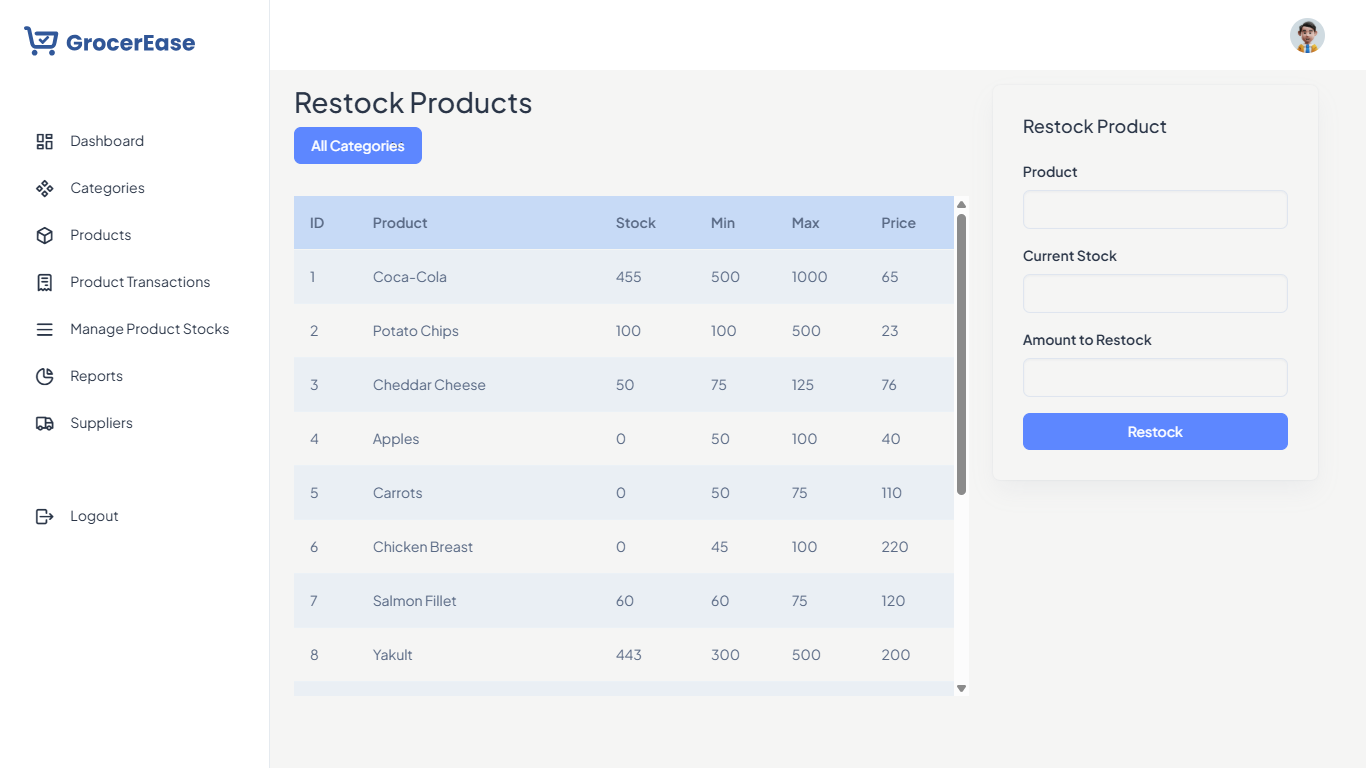 GrocerEase
Dashboard
Categories
Products
Product Transactions
Manage Product Stocks
Reports
Suppliers
Logout
Restock Products
All Categories
ID Product Stock Min Max Price
1 Coca-Cola 455 500 1000 65
2 Potato Chips 100 100 500 23
3 Cheddar Cheese 50 75 125 76
4 Apples 0 50 100 40
5 Carrots 0 50 75 110
6 Chicken Breast 0 45 100 220
7 Salmon Fillet 60 60 75 120
8 Yakult 443 300 500 200
Restock Product
Product
Current Stock
Amount to Restock
Restock